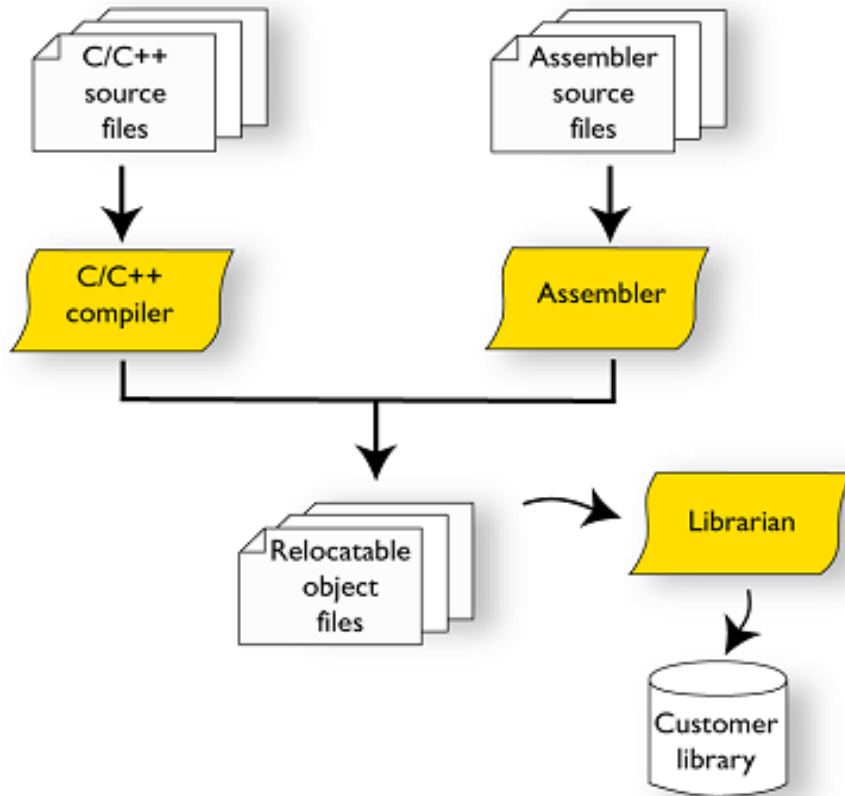 C/C++
source
files
Assembler
source
files
C/C++
compiler
Assembler
Relocatable
object
files
Librarian
Customer
library